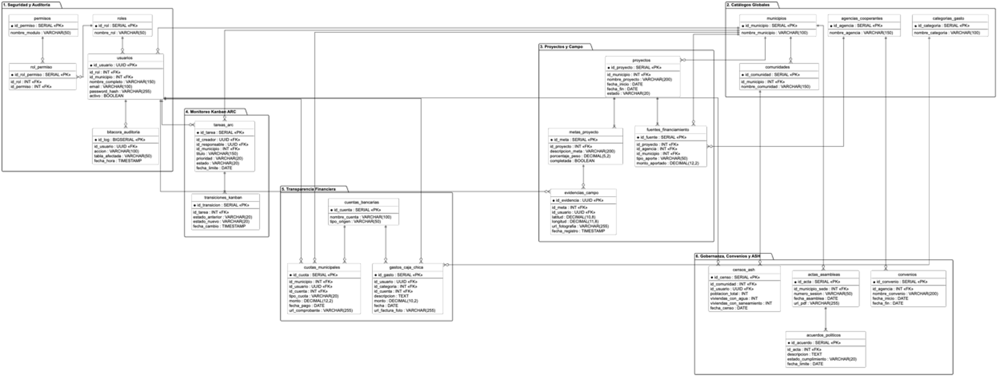 1. Seguridad y Auditoria
permisos
◆ id_permiso : SERIAL «PK»
nombre_modulo : VARCHAR(50)
roles
◆ id_rol : SERIAL «PK»
nombre_rol : VARCHAR(50)
rol_permiso
◆ id_rol_permiso : SERIAL «PK»
id_rol : INT «FK»
id_permiso : INT «FK»
usuarios
◆ id_usuario : UUID «PK»
id_rol : INT «FK»
id_municipio : INT «FK»
nombre_completo : VARCHAR(150)
email : VARCHAR(100)
password_hash : VARCHAR(255)
activo : BOOLEAN
bitacora_auditoria
◆ id_log : BIGSERIAL «PK»
id_usuario : UUID «FK»
accion : VARCHAR(100)
tabla_afectada : VARCHAR(50)
fecha_hora : TIMESTAMP
2. Catálogos Globales
municipios
◆ id_municipio : SERIAL «PK»
nombre_municipio : VARCHAR(100)
agencias_cooperantes
◆ id_agencia : SERIAL «PK»
nombre_agencia : VARCHAR(150)
categorias_gasto
◆ id_categoria : SERIAL «PK»
nombre_categoria : VARCHAR(100)
comunidades
◆ id_comunidad : SERIAL «PK»
id_municipio : INT «FK»
nombre_comunidad : VARCHAR(150)
3. Proyectos y Campo
proyectos
◆ id_proyecto : SERIAL «PK»
id_municipio : INT «FK»
nombre_proyecto : VARCHAR(200)
fecha_inicio : DATE
fecha_fin : DATE
estado : VARCHAR(20)
metas_proyecto
◆ id_meta : SERIAL «PK»
id_proyecto : INT «FK»
descripcion_meta : VARCHAR(200)
porcentaje_peso : DECIMAL(5,2)
completada : BOOLEAN
fuentes_financiamiento
◆ id_fuente : SERIAL «PK»
id_proyecto : INT «FK»
id_agencia : INT «FK»
id_municipio : INT «FK»
tipo_aporte : VARCHAR(50)
monto_aportado : DECIMAL(12,2)
evidencias_campo
◆ id_evidencia : UUID «PK»
id_meta : INT «FK»
id_usuario : UUID «FK»
latitud : DECIMAL(10,8)
longitud : DECIMAL(11,8)
url_fotografia : VARCHAR(255)
fecha_registro : TIMESTAMP
4. Monitoreo Kanban ARC
tareas_arc
◆ id_tarea : SERIAL «PK»
id_creador : UUID «FK»
id_responsable : UUID «FK»
id_municipio : INT «FK»
titulo : VARCHAR(150)
prioridad : VARCHAR(20)
estado : VARCHAR(20)
fecha_limite : DATE
transiciones_kanban
◆ id_transicion : SERIAL «PK»
id_tarea : INT «FK»
estado_anterior : VARCHAR(20)
estado_nuevo : VARCHAR(20)
fecha_cambio : TIMESTAMP
5. Transparencia Financiera
cuentas_bancarias
◆ id_cuenta : SERIAL «PK»
nombre_cuenta : VARCHAR(100)
tipo_origen : VARCHAR(50)
cuotas_municipales
◆ id_cuota : SERIAL «PK»
id_municipio : INT «FK»
id_usuario : UUID «FK»
id_cuenta : INT «FK»
tipo_cuota : VARCHAR(20)
monto : DECIMAL(12,2)
fecha_pago : DATE
url_comprobante : VARCHAR(255)
gastos_caja_chica
◆ id_gasto : SERIAL «PK»
id_usuario : UUID «FK»
id_categoria : INT «FK»
id_cuenta : INT «FK»
descripcion : TEXT
monto : DECIMAL(10,2)
fecha : DATE
url_factura_foto : VARCHAR(255)
6. Gobernanza, Convenios y ASH
censos_ash
◆ id_censo : SERIAL «PK»
id_comunidad : INT «FK»
id_usuario : UUID «FK»
poblacion_total : INT
viviendas_con_agua : INT
viviendas_con_saneamiento : INT
fecha_censo : DATE
actas_asambleas
◆ id_acta : SERIAL «PK»
id_municipio_sede : INT «FK»
numero_sesion : VARCHAR(50)
fecha_asamblea : DATE
url_pdf : VARCHAR(255)
convenios
◆ id_convenio : SERIAL «PK»
id_agencia : INT «FK»
nombre_convenio : VARCHAR(200)
fecha_inicio : DATE
fecha_fin : DATE
acuerdos_politicos
◆ id_acuerdo : SERIAL «PK»
id_acta : INT «FK»
descripcion : TEXT
estado_cumplimiento : VARCHAR(20)
fecha_limite : DATE